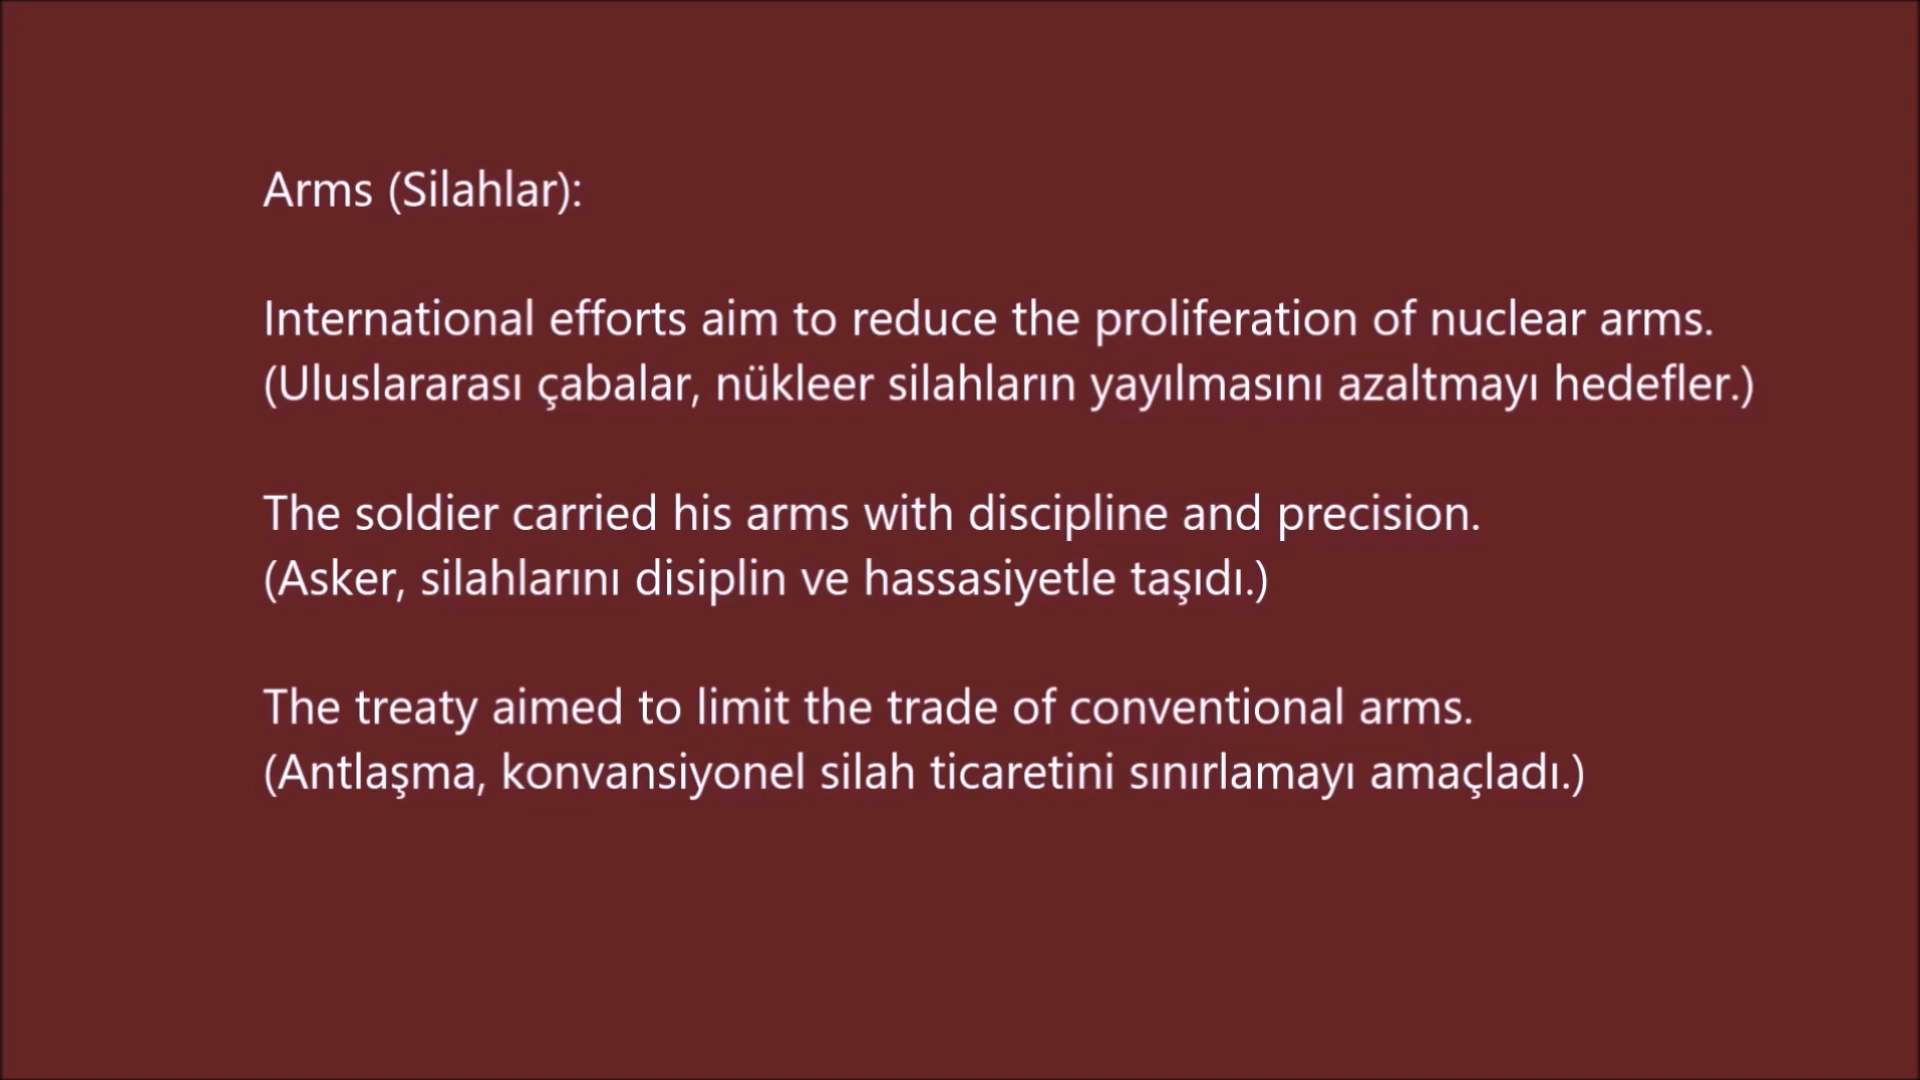 Arms (Silahlar):
International efforts aim to reduce the proliferation of nuclear arms.
(Uluslararası çabalar, nükleer silahların yayılmasını azaltmayı hedefler.)
The soldier carried his arms with discipline and precision.
(Asker, silahlarını disiplin ve hassasiyetle taşıdı.)
The treaty aimed to limit the trade of conventional arms.
(Antlaşma, konvansiyonel silah ticaretini sınırlamayı amaçladı.)